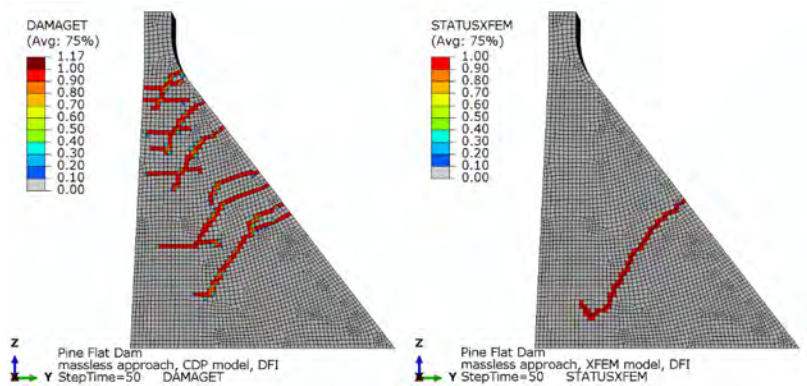 DAMAGET
(Avg: 75%)
1.17
1.00
0.90
0.80
0.70
0.60
0.50
0.40
0.30
0.20
0.10
0.00
Z
Y
X
Pine Flat Dam
massless approach, CDP model, DFI
StepTime=50 DAMAGET
STATUSXFEM
(Avg: 75%)
1.00
0.90
0.80
0.70
0.60
0.50
0.40
0.30
0.20
0.10
0.00
Z
Y
X
Pine Flat Dam
massless approach, XFEM model, DFI
StepTime=50 STATUSXFEM